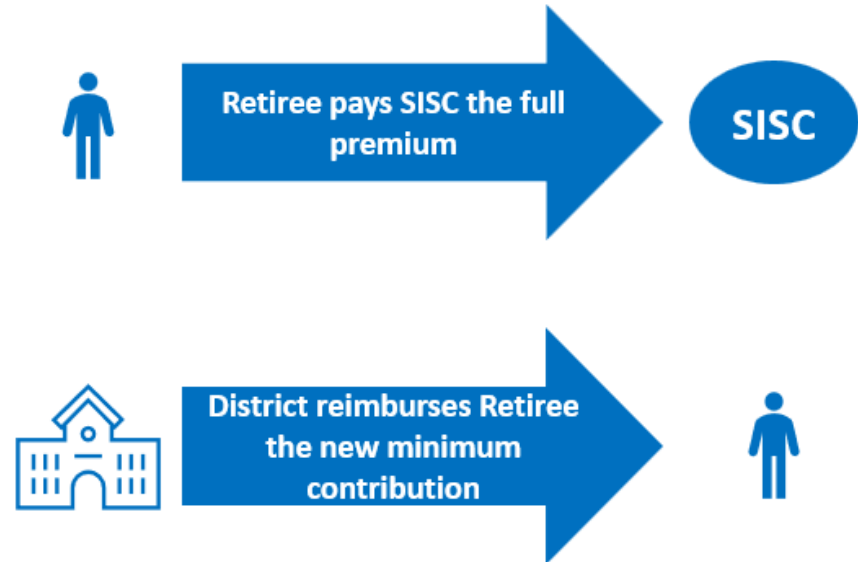 Retiree pays SISC the full
premium
SISC
District reimburses Retiree
the new minimum
contribution